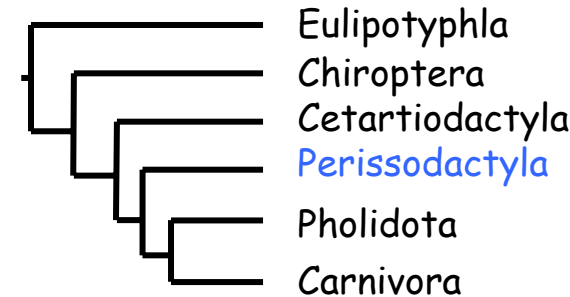 Eulipotyphla
Chiroptera
Cetartiodactyla
Perissodactyla
Pholidota
Carnivora